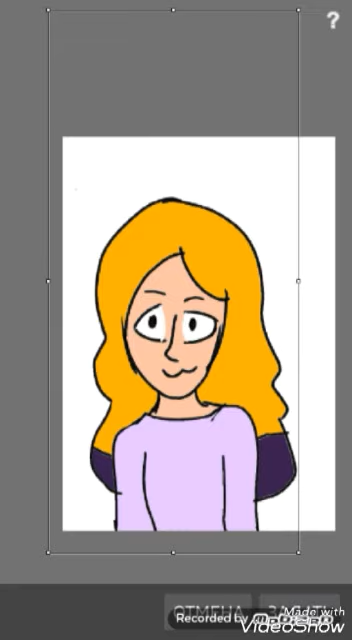 ?
ОТМЕНА
Made with
Recorded by
VideoShow